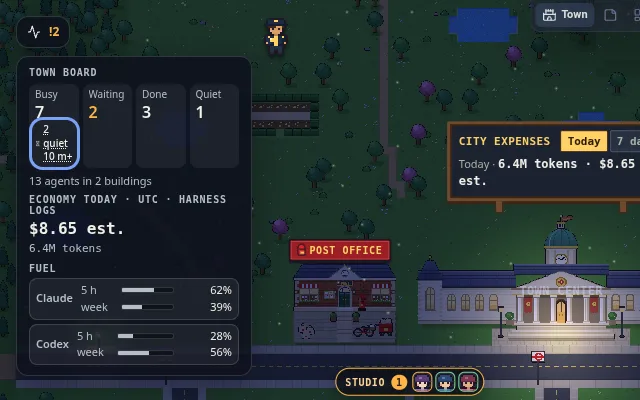 !2
Town
TOWN BOARD
Busy Waiting Done Quiet
7 2 3 1
2
quiet
10 m+
13 agents in 2 buildings
ECONOMY TODAY · UTC · HARNESS
LOGS
$8.65 est.
6.4M tokens
FUEL
Claude 5 h 62%
week 39%
Codex 5 h 28%
week 56%
CITY EXPENSES Today 7 da
Today · 6.4M tokens · $8.65
est.
POST OFFICE
TOWN CENTER
STUDIO 1